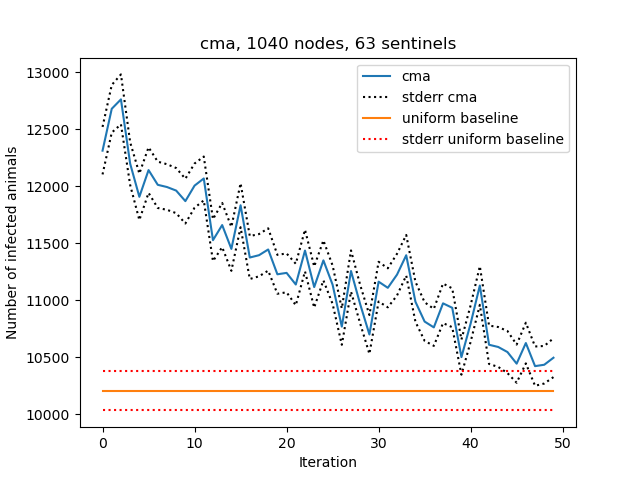 cma, 1040 nodes, 63 sentinels
cma
stderr cma
uniform baseline
stderr uniform baseline
Number of infected animals
13000
12500
12000
11500
11000
10500
10000
0 10 20 30 40 50
Iteration